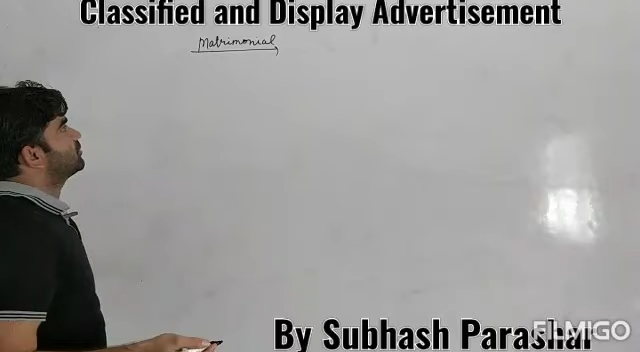 Classified and Display Advertisement
Matrimonial
By Subhash Parashar
FILMIGO